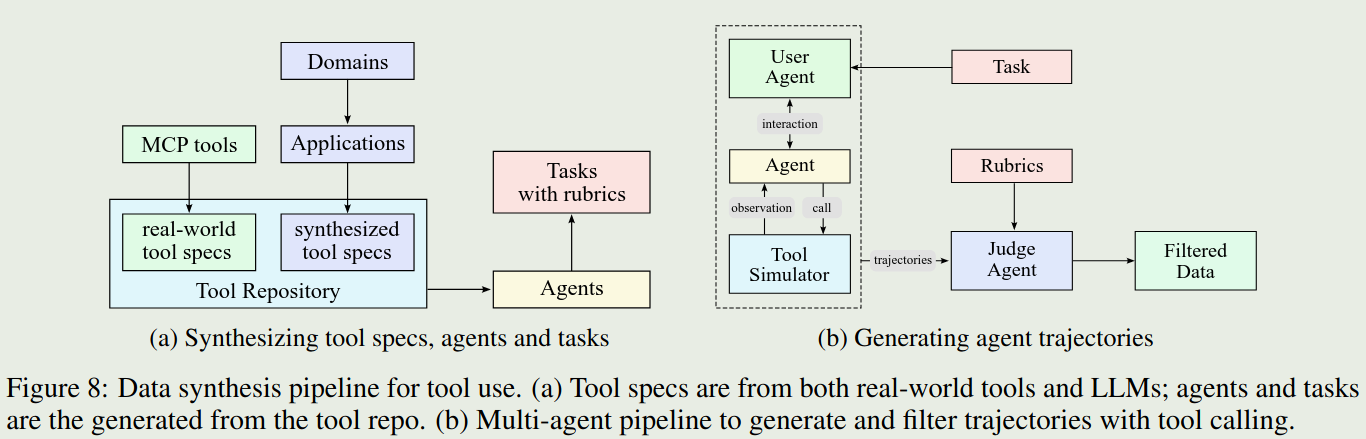 Domains
MCP tools
Applications
real-world
tool specs
synthesized
tool specs
Tool Repository
Tasks
with rubrics
Agents
(a) Synthesizing tool specs, agents and tasks
User
Agent
Task
interaction
Agent
observation
call
Tool
Simulator
trajectories
Rubrics
Judge
Agent
Filtered
Data
(b) Generating agent trajectories
Figure 8: Data synthesis pipeline for tool use. (a) Tool specs are from both real-world tools and LLMs; agents and tasks
are the generated from the tool repo. (b) Multi-agent pipeline to generate and filter trajectories with tool calling.